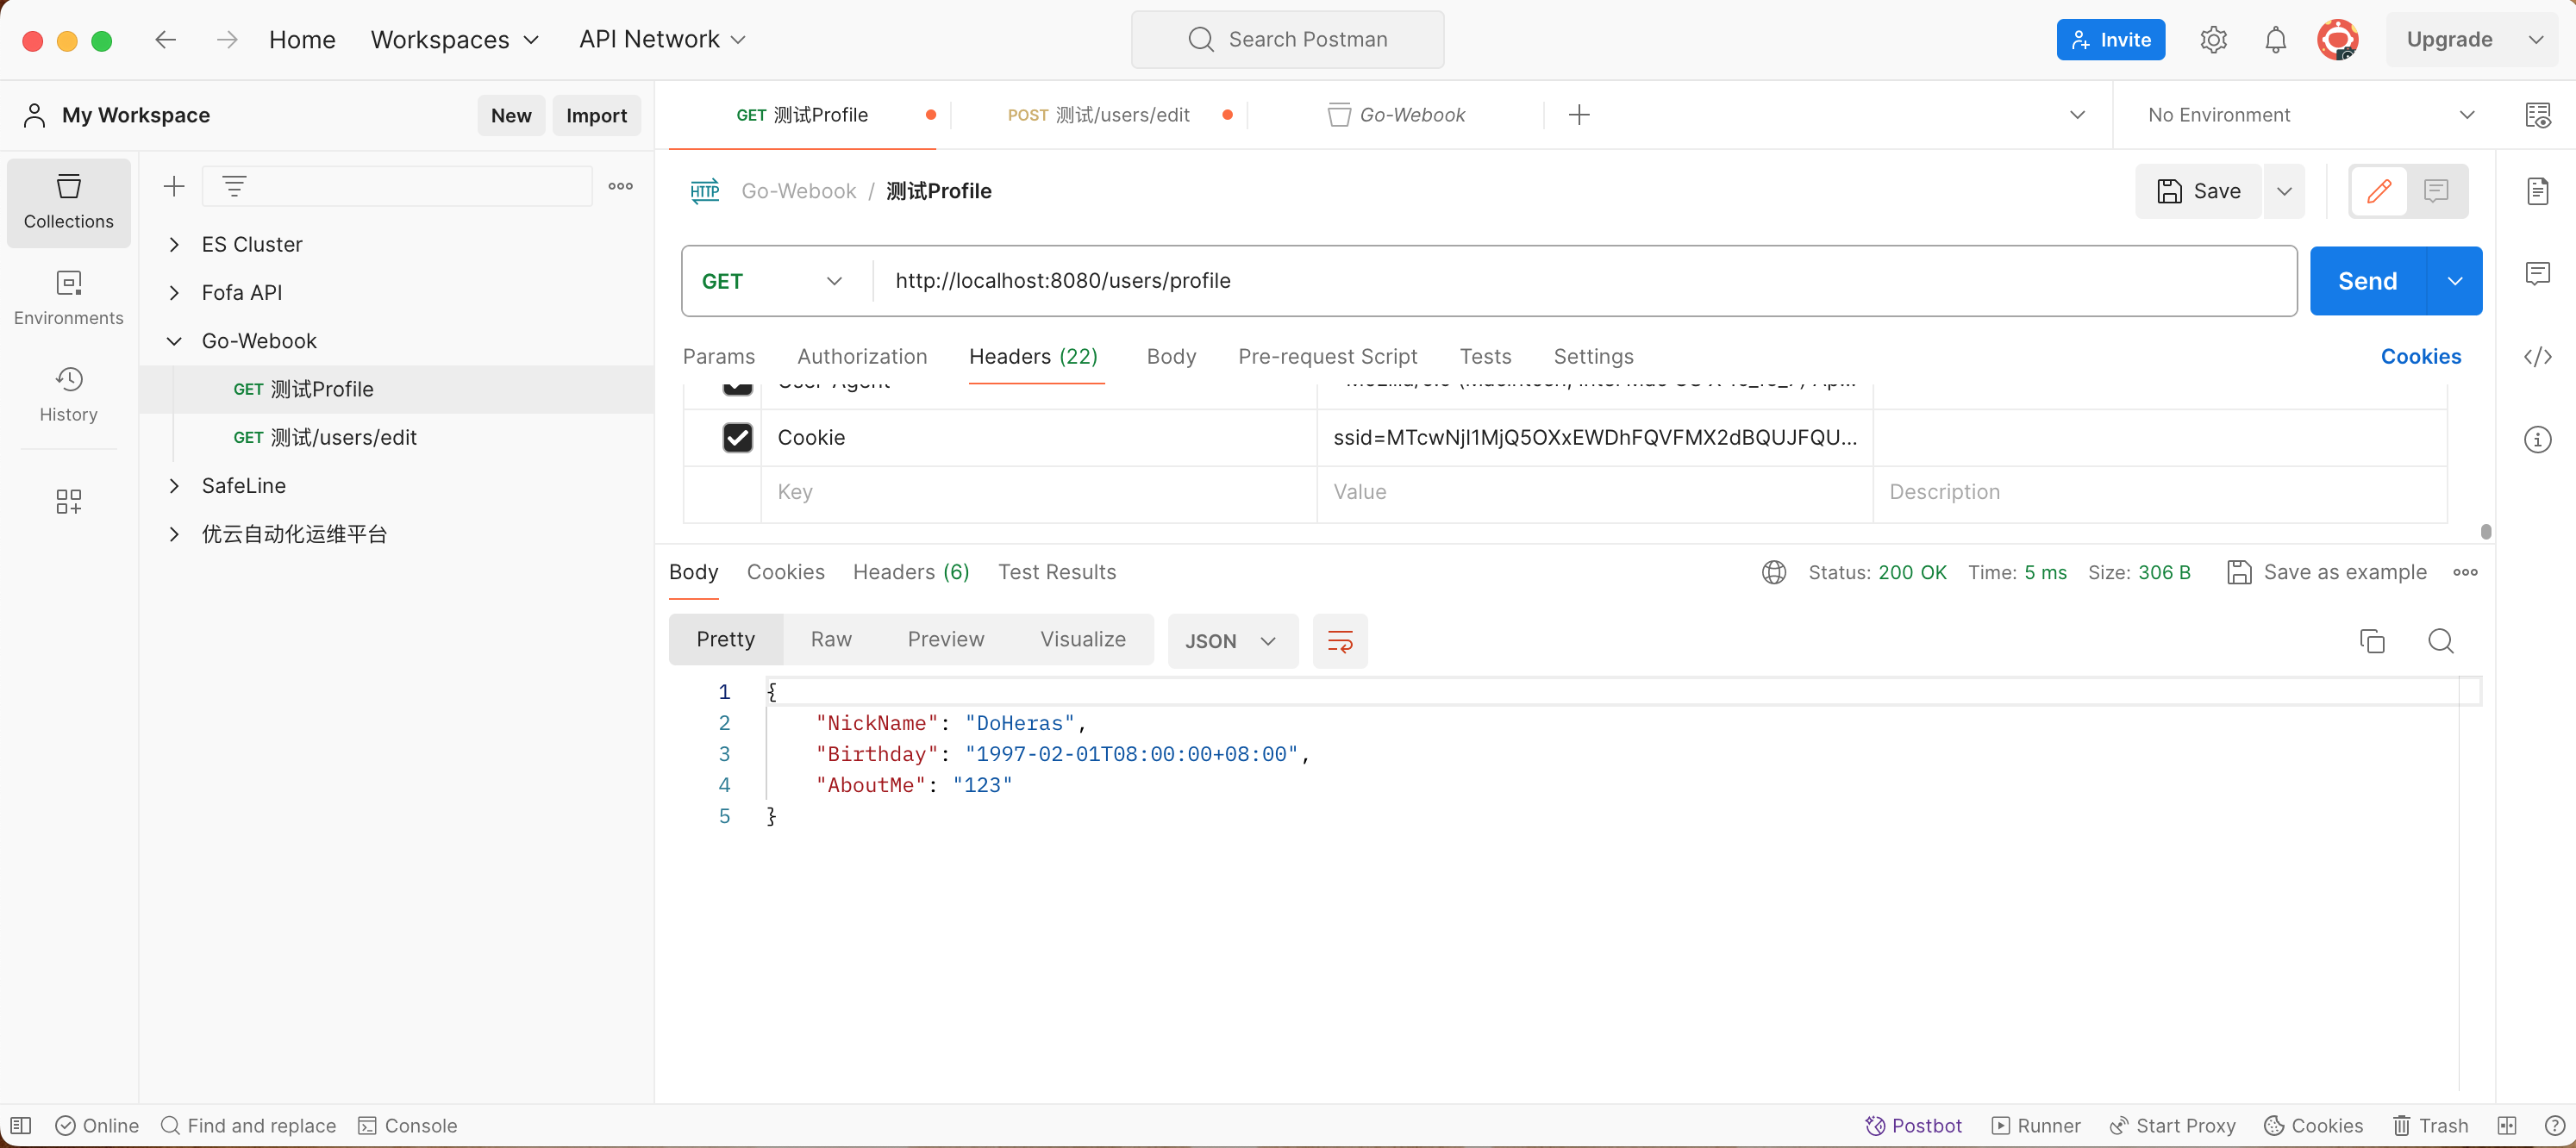 Home
Workspaces
API Network
Search Postman
Invite
Upgrade
My Workspace
New
Import
GET 测试Profile
POST 测试/users/edit
Go-Webook
No Environment
Collections
Environments
History
ES Cluster
Fofa API
Go-Webook
GET 测试Profile
GET 测试/users/edit
SafeLine
优云自动化运维平台
HTTP
Go-Webook / 测试Profile
Save
GET
http://localhost:8080/users/profile
Send
Params
Authorization
Headers (22)
Body
Pre-request Script
Tests
Settings
Cookies
User-Agent
Cookie
ssid=MTcwNjI1MjQ5OXxEWDhFQVFMX2dBQUJFQU...
Key
Value
Description
Body
Cookies
Headers (6)
Test Results
Status: 200 OK
Time: 5 ms
Size: 306 B
Save as example
Pretty
Raw
Preview
Visualize
JSON
1 {
2 "NickName": "DoHeras",
3 "Birthday": "1997-02-01T08:00:00+08:00",
4 "AboutMe": "123"
5 }
Online
Find and replace
Console
Postbot
Runner
Start Proxy
Cookies
Trash